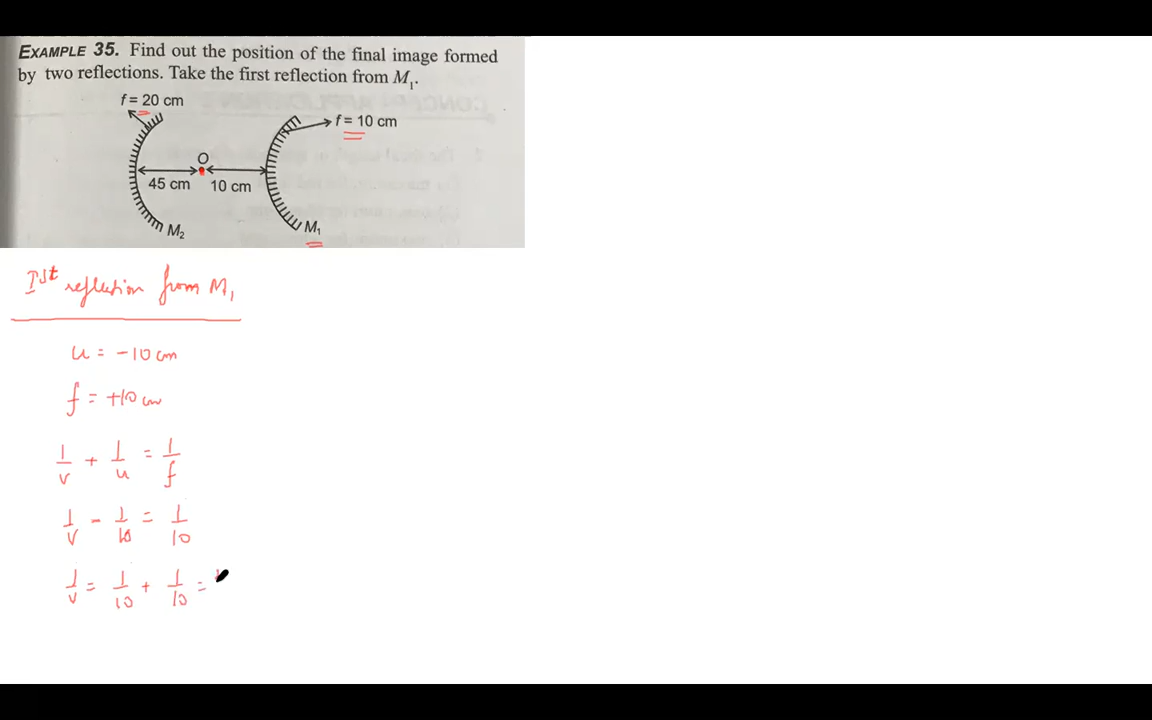 EXAMPLE 35. Find out the position of the final image formed
by two reflections. Take the first reflection from M₁.
f = 20 cm
f = 10 cm
O
45 cm
10 cm
M₂
M₁
Ist reflection from M₁
u = -10 cm
f = +10 cm
1/v + 1/u = 1/f
1/v - 1/10 = 1/10
1/v = 1/10 + 1/10 =